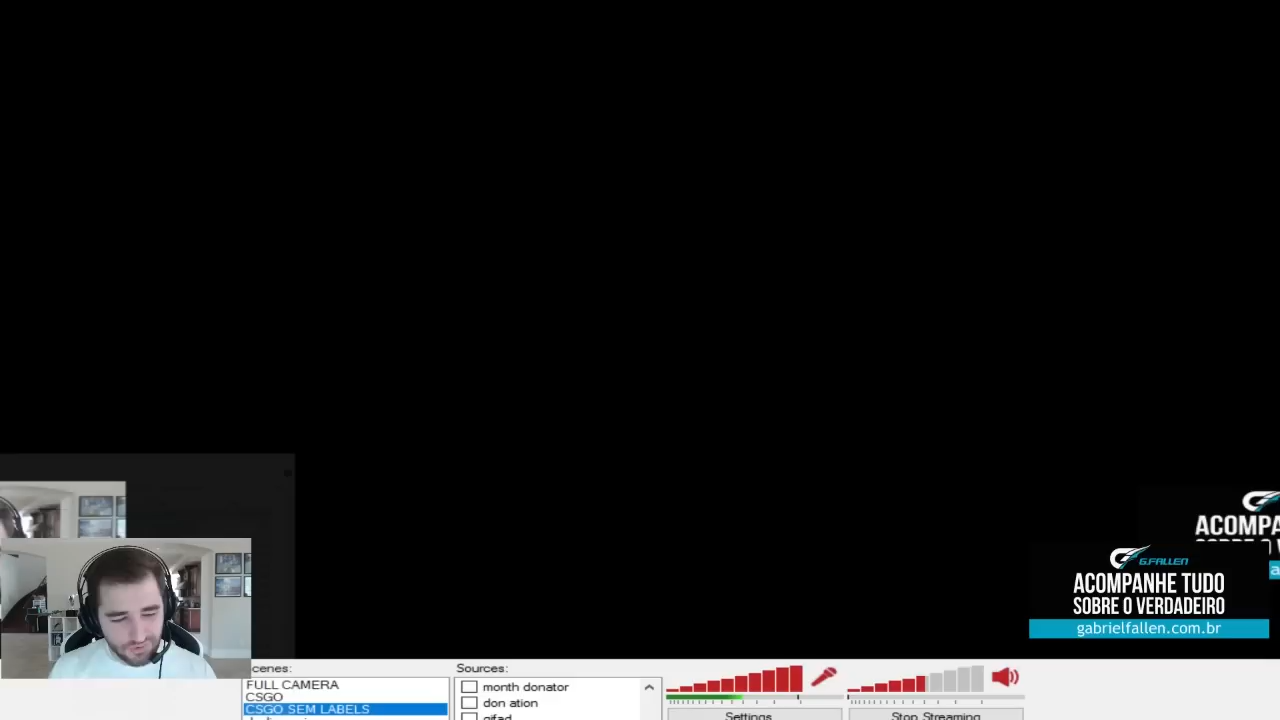 ACOMPA
G.FALLEN
ACOMPANHE TUDO
SOBRE O VERDADEIRO
gabrielfallen.com.br
cenes:
FULL CAMERA
CSGO
CSGO SEM LABELS
Sources:
month donator
don ation
gifad
Settings
Stop Streaming